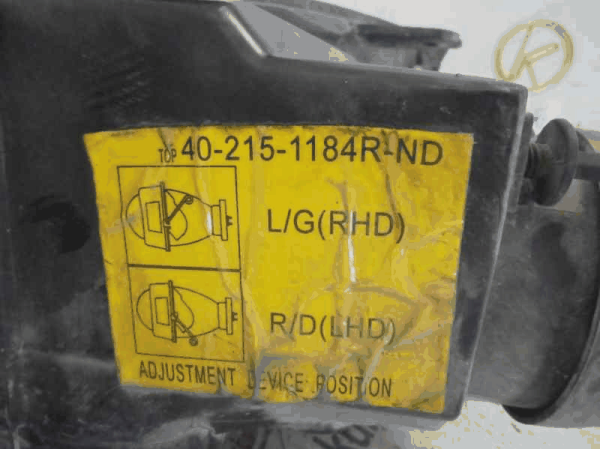 TOP 40-215-1184R-ND
L/G(RHD)
R/D(LHD)
ADJUSTMENT DEVICE POSITION